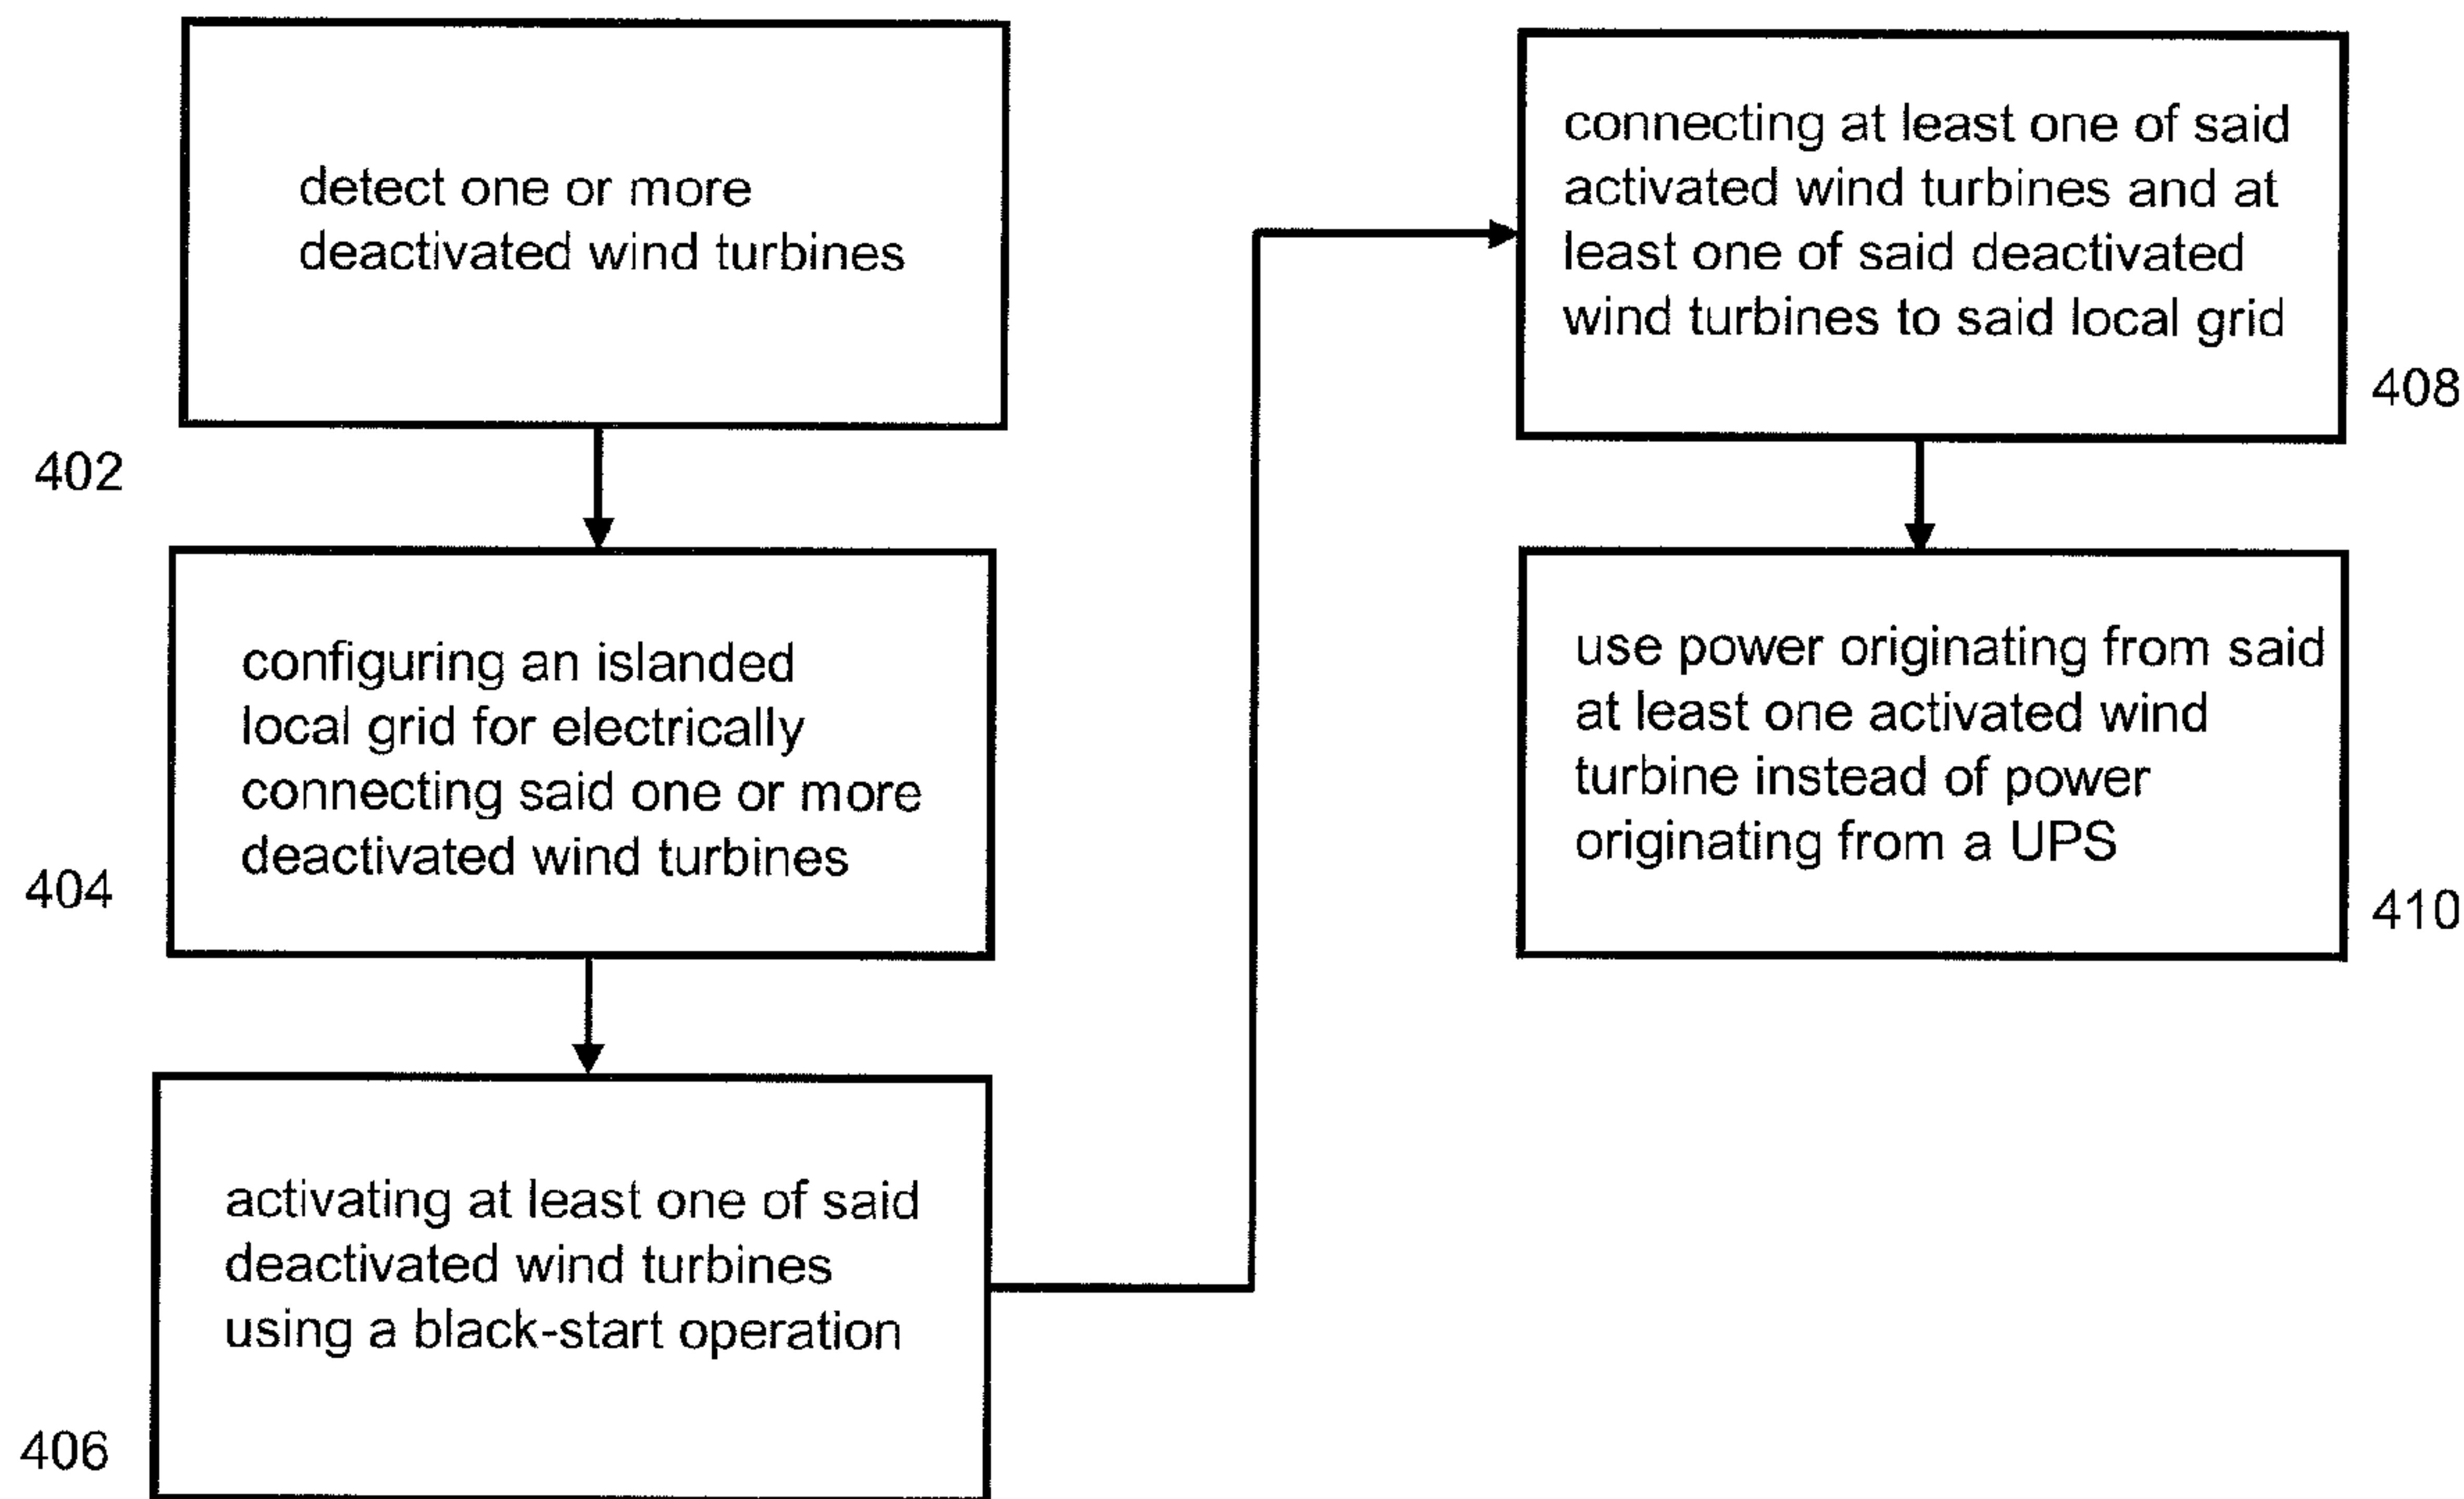 detect one or more
deactivated wind turbines
402
configuring an islanded
local grid for electrically
connecting said one or more
deactivated wind turbines
404
activating at least one of said
deactivated wind turbines
using a black-start operation
406
connecting at least one of said
activated wind turbines and at
least one of said deactivated
wind turbines to said local grid
408
use power originating from said
at least one activated wind
turbine instead of power
originating from a UPS
410